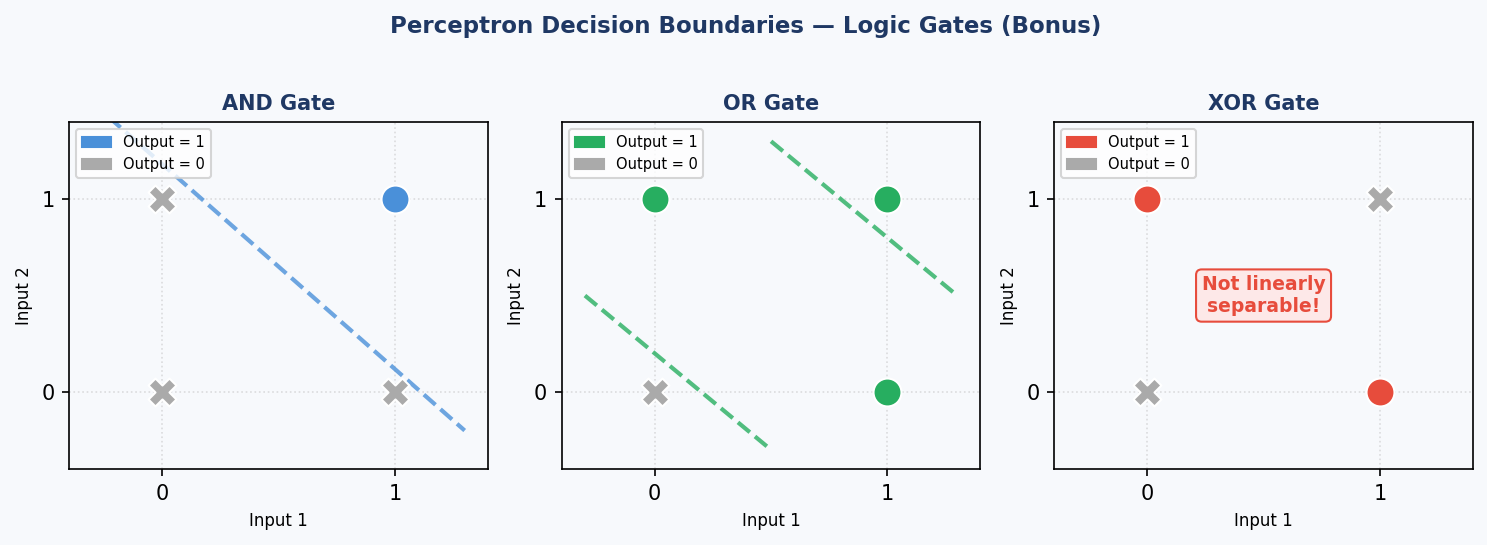 Perceptron Decision Boundaries — Logic Gates (Bonus)
AND Gate
Output = 1
Output = 0
1
0
Input 2
0
1
Input 1
OR Gate
Output = 1
Output = 0
1
0
Input 2
0
1
Input 1
XOR Gate
Output = 1
Output = 0
1
0
Input 2
Not linearly
separable!
0
1
Input 1